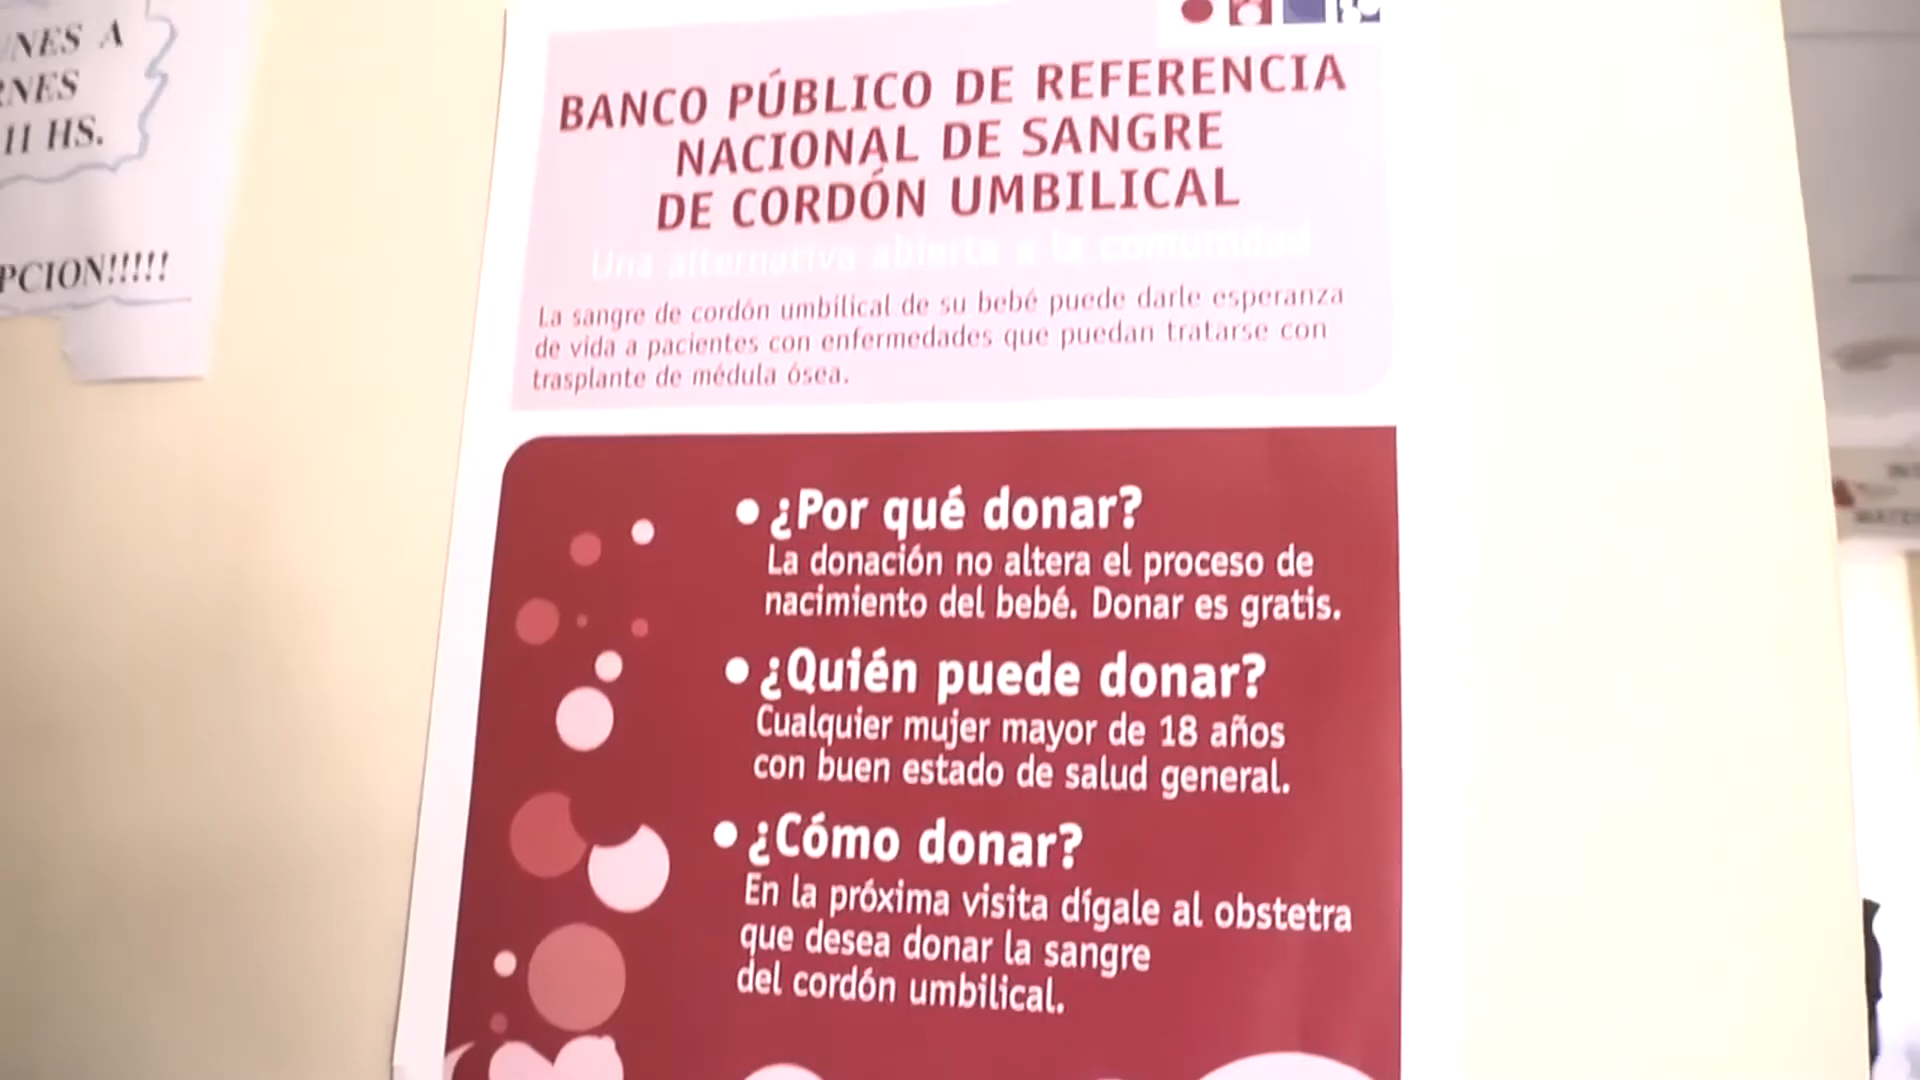 NES A
NES
11 HS.
PCION!!!!!
BANCO PÚBLICO DE REFERENCIA
NACIONAL DE SANGRE
DE CORDÓN UMBILICAL
Una alternativa abierta a la comunidad
La sangre de cordón umbilical de su bebé puede darle esperanza
de vida a pacientes con enfermedades que puedan tratarse con
trasplante de médula ósea.
• ¿Por qué donar?
La donación no altera el proceso de
nacimiento del bebé. Donar es gratis.
• ¿Quién puede donar?
Cualquier mujer mayor de 18 años
con buen estado de salud general.
• ¿Cómo donar?
En la próxima visita dígale al obstetra
que desea donar la sangre
del cordón umbilical.